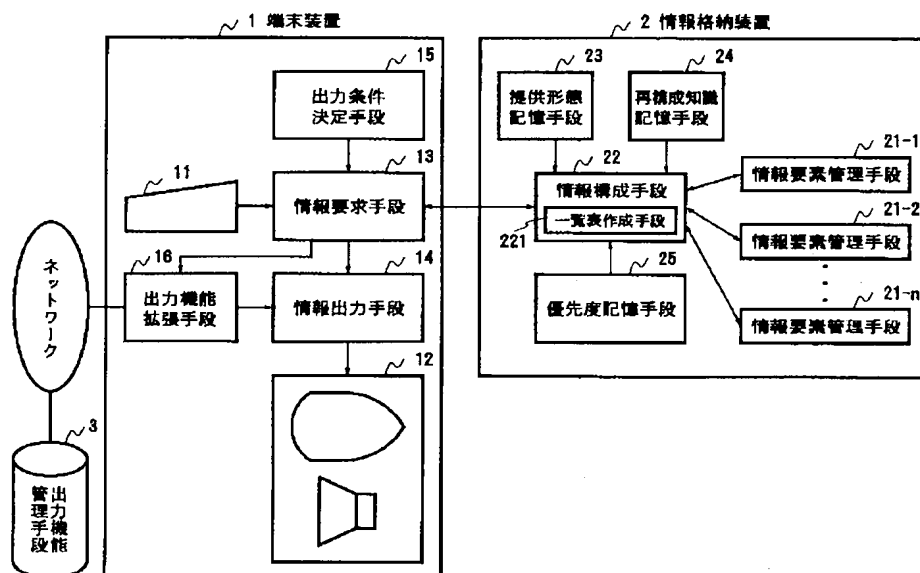 1 端末装置
15
出力条件
決定手段
13
情報要求手段
11
14
情報出力手段
16
出力機能
拡張手段
12
ネットワーク
3
出力機能
管理手段
2 情報格納装置
23
提供形態
記憶手段
24
再構成知識
記憶手段
22
情報構成手段
一覧表作成手段
221
25
優先度記憶手段
21-1
情報要素管理手段
21-2
情報要素管理手段
21-n
情報要素管理手段